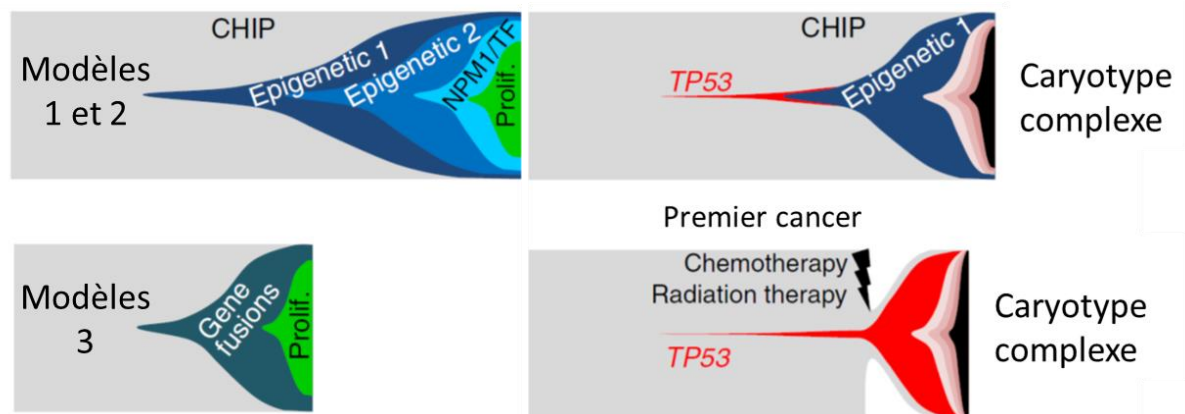 CHIP
Modèles
1 et 2
Epigenetic 1
Epigenetic 2
NPM1/TF
Prolif.
CHIP
TP53
Epigenetic 1
Caryotype
complexe
Modèles
3
Gene
fusions
Prolif.
Premier cancer
Chemotherapy
Radiation therapy
TP53
Caryotype
complexe